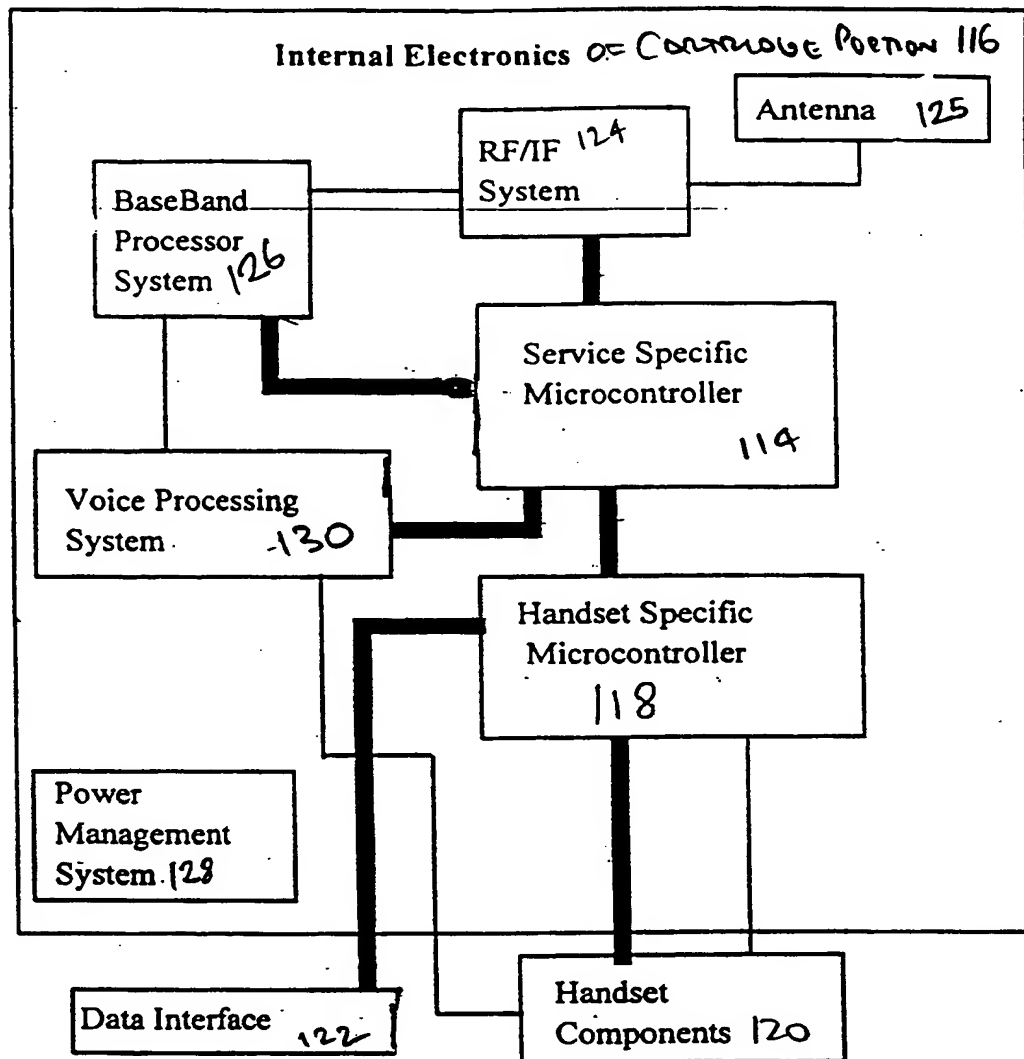 Internal Electronics OF CARTRIDGE PORTION 116
Antenna 125
RF/IF 124
System
BaseBand
Processor
System 126
Service Specific
Microcontroller
114
Voice Processing
System 130
Handset Specific
Microcontroller
118
Power
Management
System 128
Data Interface 122
Handset
Components 120